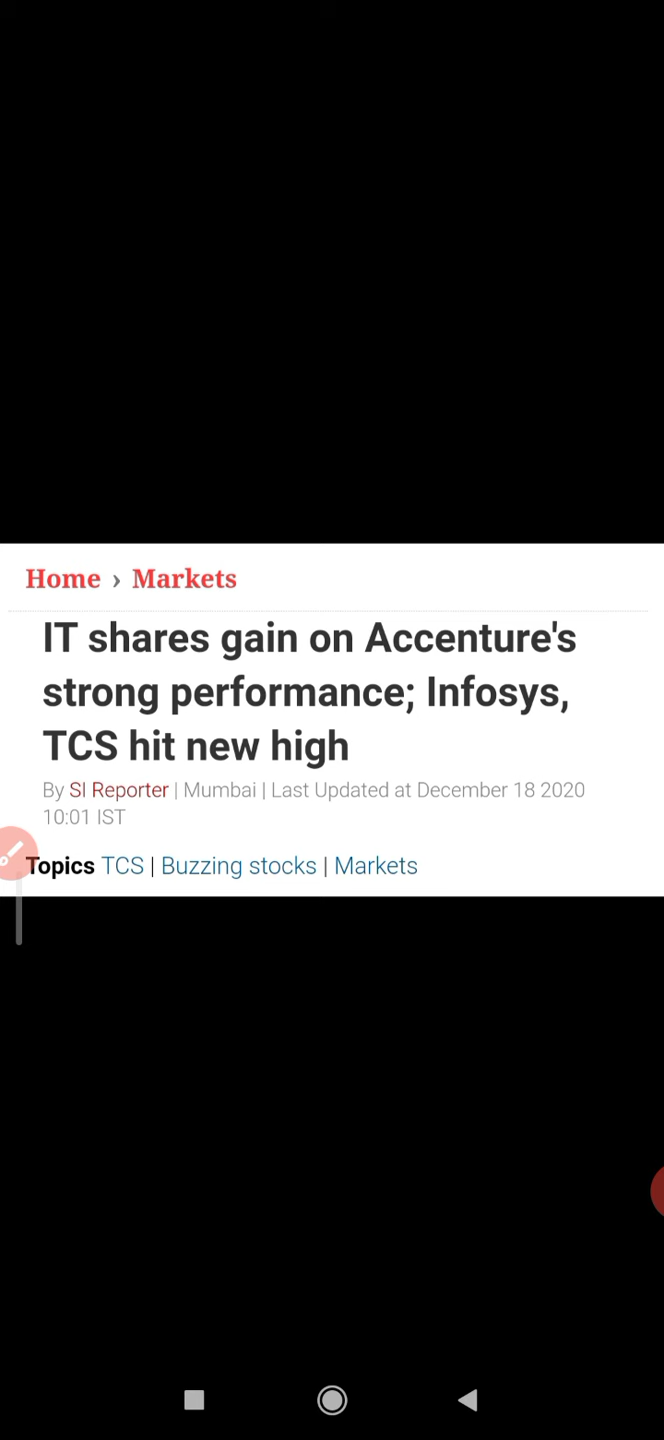 Home › Markets
IT shares gain on Accenture's
strong performance; Infosys,
TCS hit new high
By SI Reporter | Mumbai | Last Updated at December 18 2020
10:01 IST
Topics TCS | Buzzing stocks | Markets